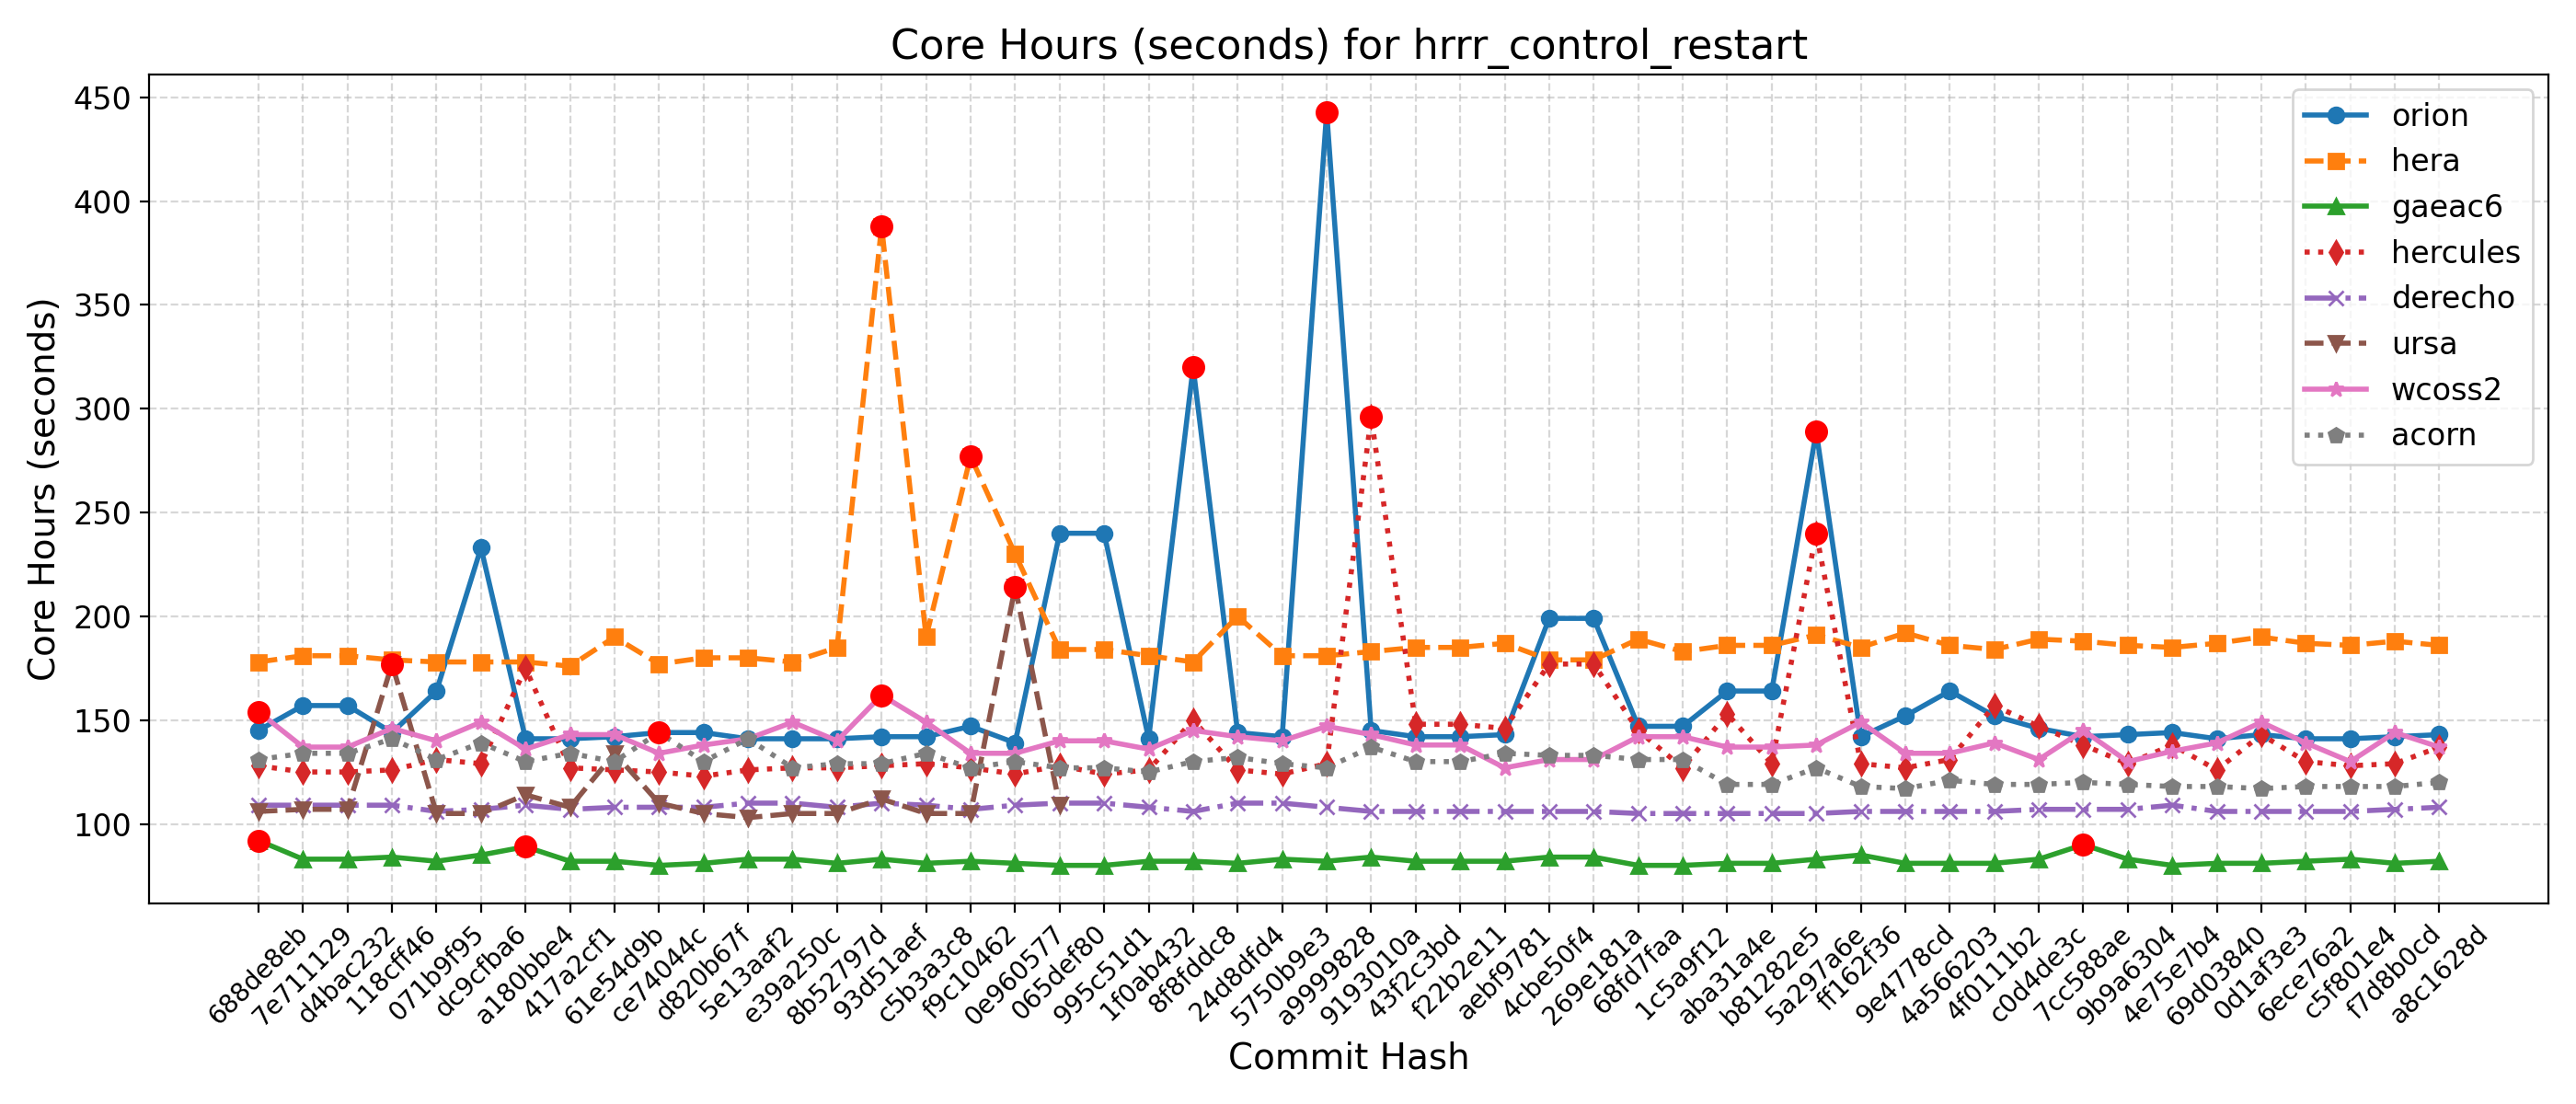 Core Hours (seconds) for hrrr_control_restart
Core Hours (seconds)
450
400
350
300
250
200
150
100
orion
hera
gaeac6
hercules
derecho
ursa
wcoss2
acorn
688de8eb
7e711129
d4bac232
118cff46
071b9f95
dc9cfba6
a180bbe4
417a2cf1
61e54d9b
ce74044c
d820b67f
5e13aaf2
e39a250c
8b52797d
93d51aef
c5b3a3c8
f9c10462
0e960577
065def80
995c51d1
1f0ab432
8f8fddc8
24d8dfd4
5750b9e3
a9999828
9193010a
43f2c3bd
f22b2e11
aebf9781
4cbe50f4
269e181a
68fd7faa
1c5a9f12
aba31a4e
b81282e5
5a297a6e
ff162f36
9e4778cd
4a566203
4f0111b2
c0d4de3c
7cc588ae
9b9a6304
4e75e7b4
69d03840
0d1af3e3
6ece76a2
c5f801e4
f7d8b0cd
a8c1628d
Commit Hash